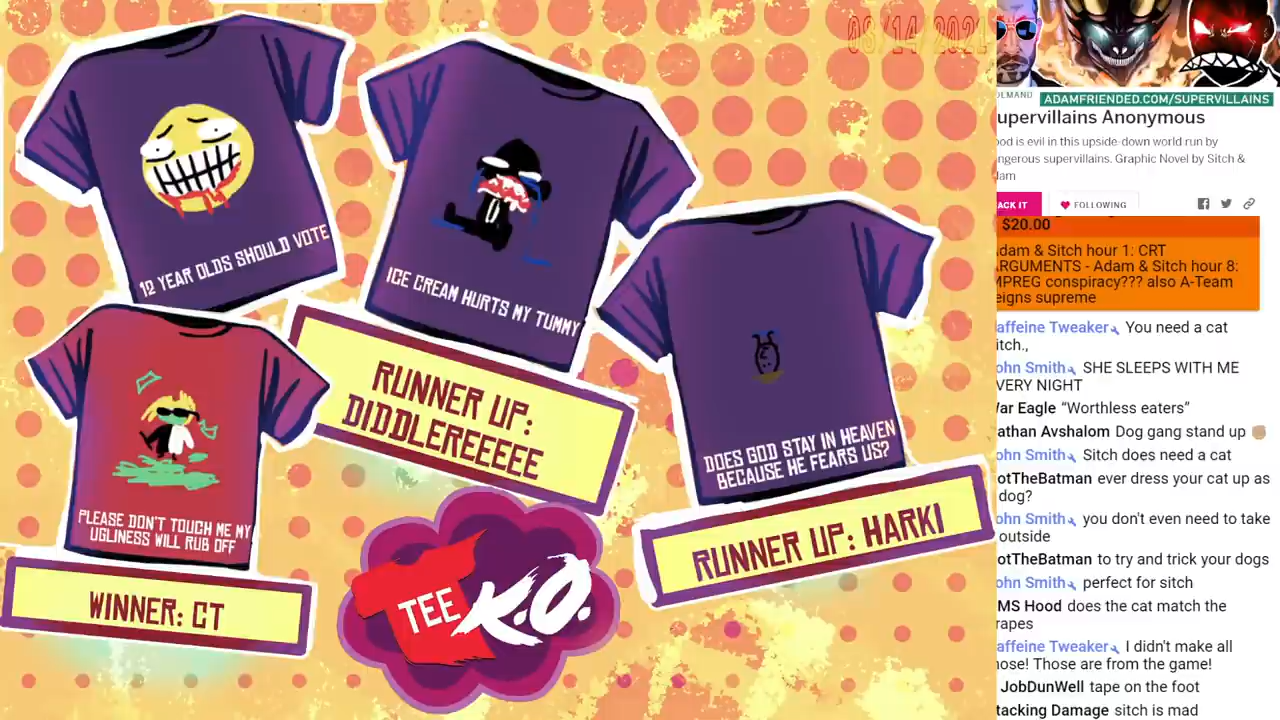 12 YEAR OLDS SHOULD VOTE
ICE CREAM HURTS MY TUMMY
DOES GOD STAY IN HEAVEN
BECAUSE HE FEARS US?
PLEASE DON'T TOUCH ME MY
UGLINESS WILL RUB OFF
RUNNER UP:
DIDDLEREEEEE
RUNNER UP: HARKI
WINNER: CT
TEE K.O.
09/14 2021
EMAND
ADAMFRIENDED.COM/SUPERVILLAINS
upervillains Anonymous
ood is evil in this upside-down world run by
ngerous supervillains. Graphic Novel by Sitch &
dam
ACK IT
FOLLOWING
$20.00
dam & Sitch hour 1: CRT
RGUMENTS - Adam & Sitch hour 8:
MPREG conspiracy??? also A-Team
eigns supreme
affeine Tweaker You need a cat
itch.,
ohn Smith SHE SLEEPS WITH ME
VERY NIGHT
ar Eagle “Worthless eaters”
athan Avshalom Dog gang stand up
ohn Smith Sitch does need a cat
otTheBatman ever dress your cat up as
dog?
ohn Smith you don't even need to take
outside
otTheBatman to try and trick your dogs
ohn Smith perfect for sitch
MS Hood does the cat match the
rapes
affeine Tweaker I didn't make all
hose! Those are from the game!
JobDunWell tape on the foot
tacking Damage sitch is mad